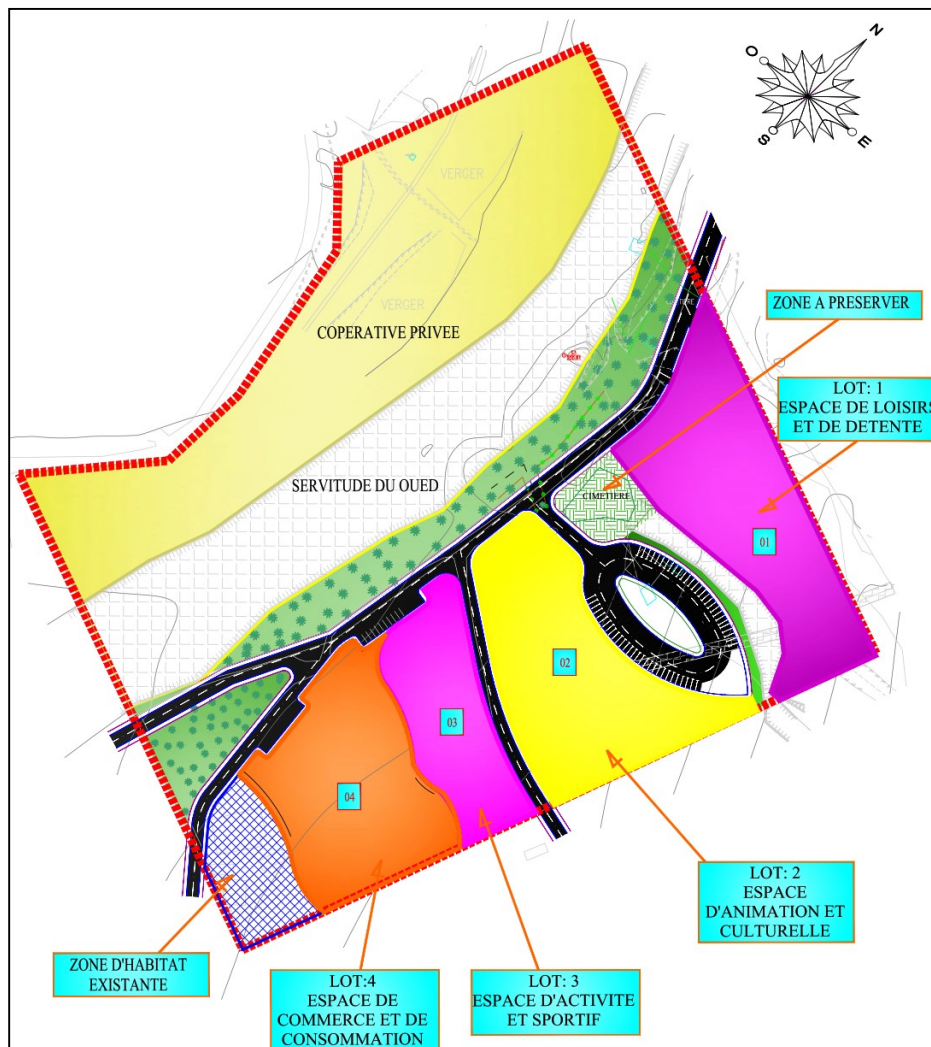 N
O
S
E
VERGER
VERGER
COPERATIVE PRIVEE
ZONE A PRESERVER
LOT: 1
ESPACE DE LOISIRS
ET DE DETENTE
SERVITUDE DU OUED
CIMETIERE
01
02
03
04
LOT: 2
ESPACE
D'ANIMATION ET
CULTURELLE
ZONE D'HABITAT
EXISTANTE
LOT:4
ESPACE DE
COMMERCE ET DE
CONSOMMATION
LOT: 3
ESPACE D'ACTIVITE
ET SPORTIF